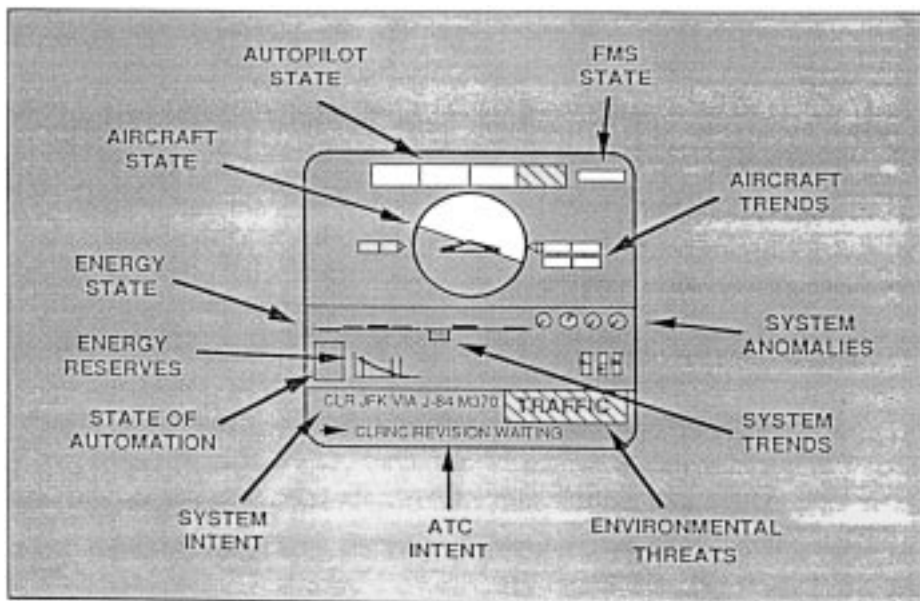 AUTOPILOT
STATE
FMS
STATE
AIRCRAFT
STATE
AIRCRAFT
TRENDS
ENERGY
STATE
SYSTEM
ANOMALIES
ENERGY
RESERVES
STATE OF
AUTOMATION
CLR JFK VIA J-84 M370
TRAFFIC
CLRNC REVISION WAITING
SYSTEM
TRENDS
SYSTEM
INTENT
ATC
INTENT
ENVIRONMENTAL
THREATS